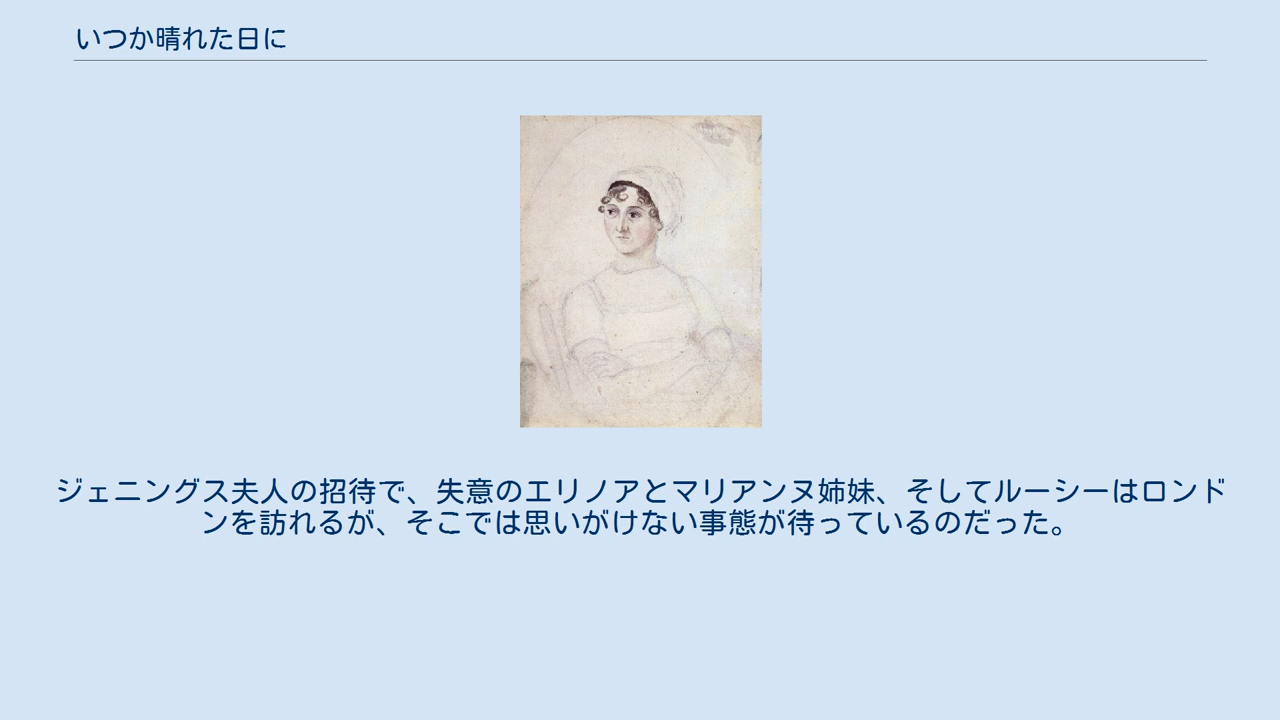 いつか晴れた日に
ジェニングス夫人の招待で、失意のエリノアとマリアンヌ姉妹、そしてルーシーはロンド
ンを訪れるが、そこでは思いがけない事態が待っているのだった。